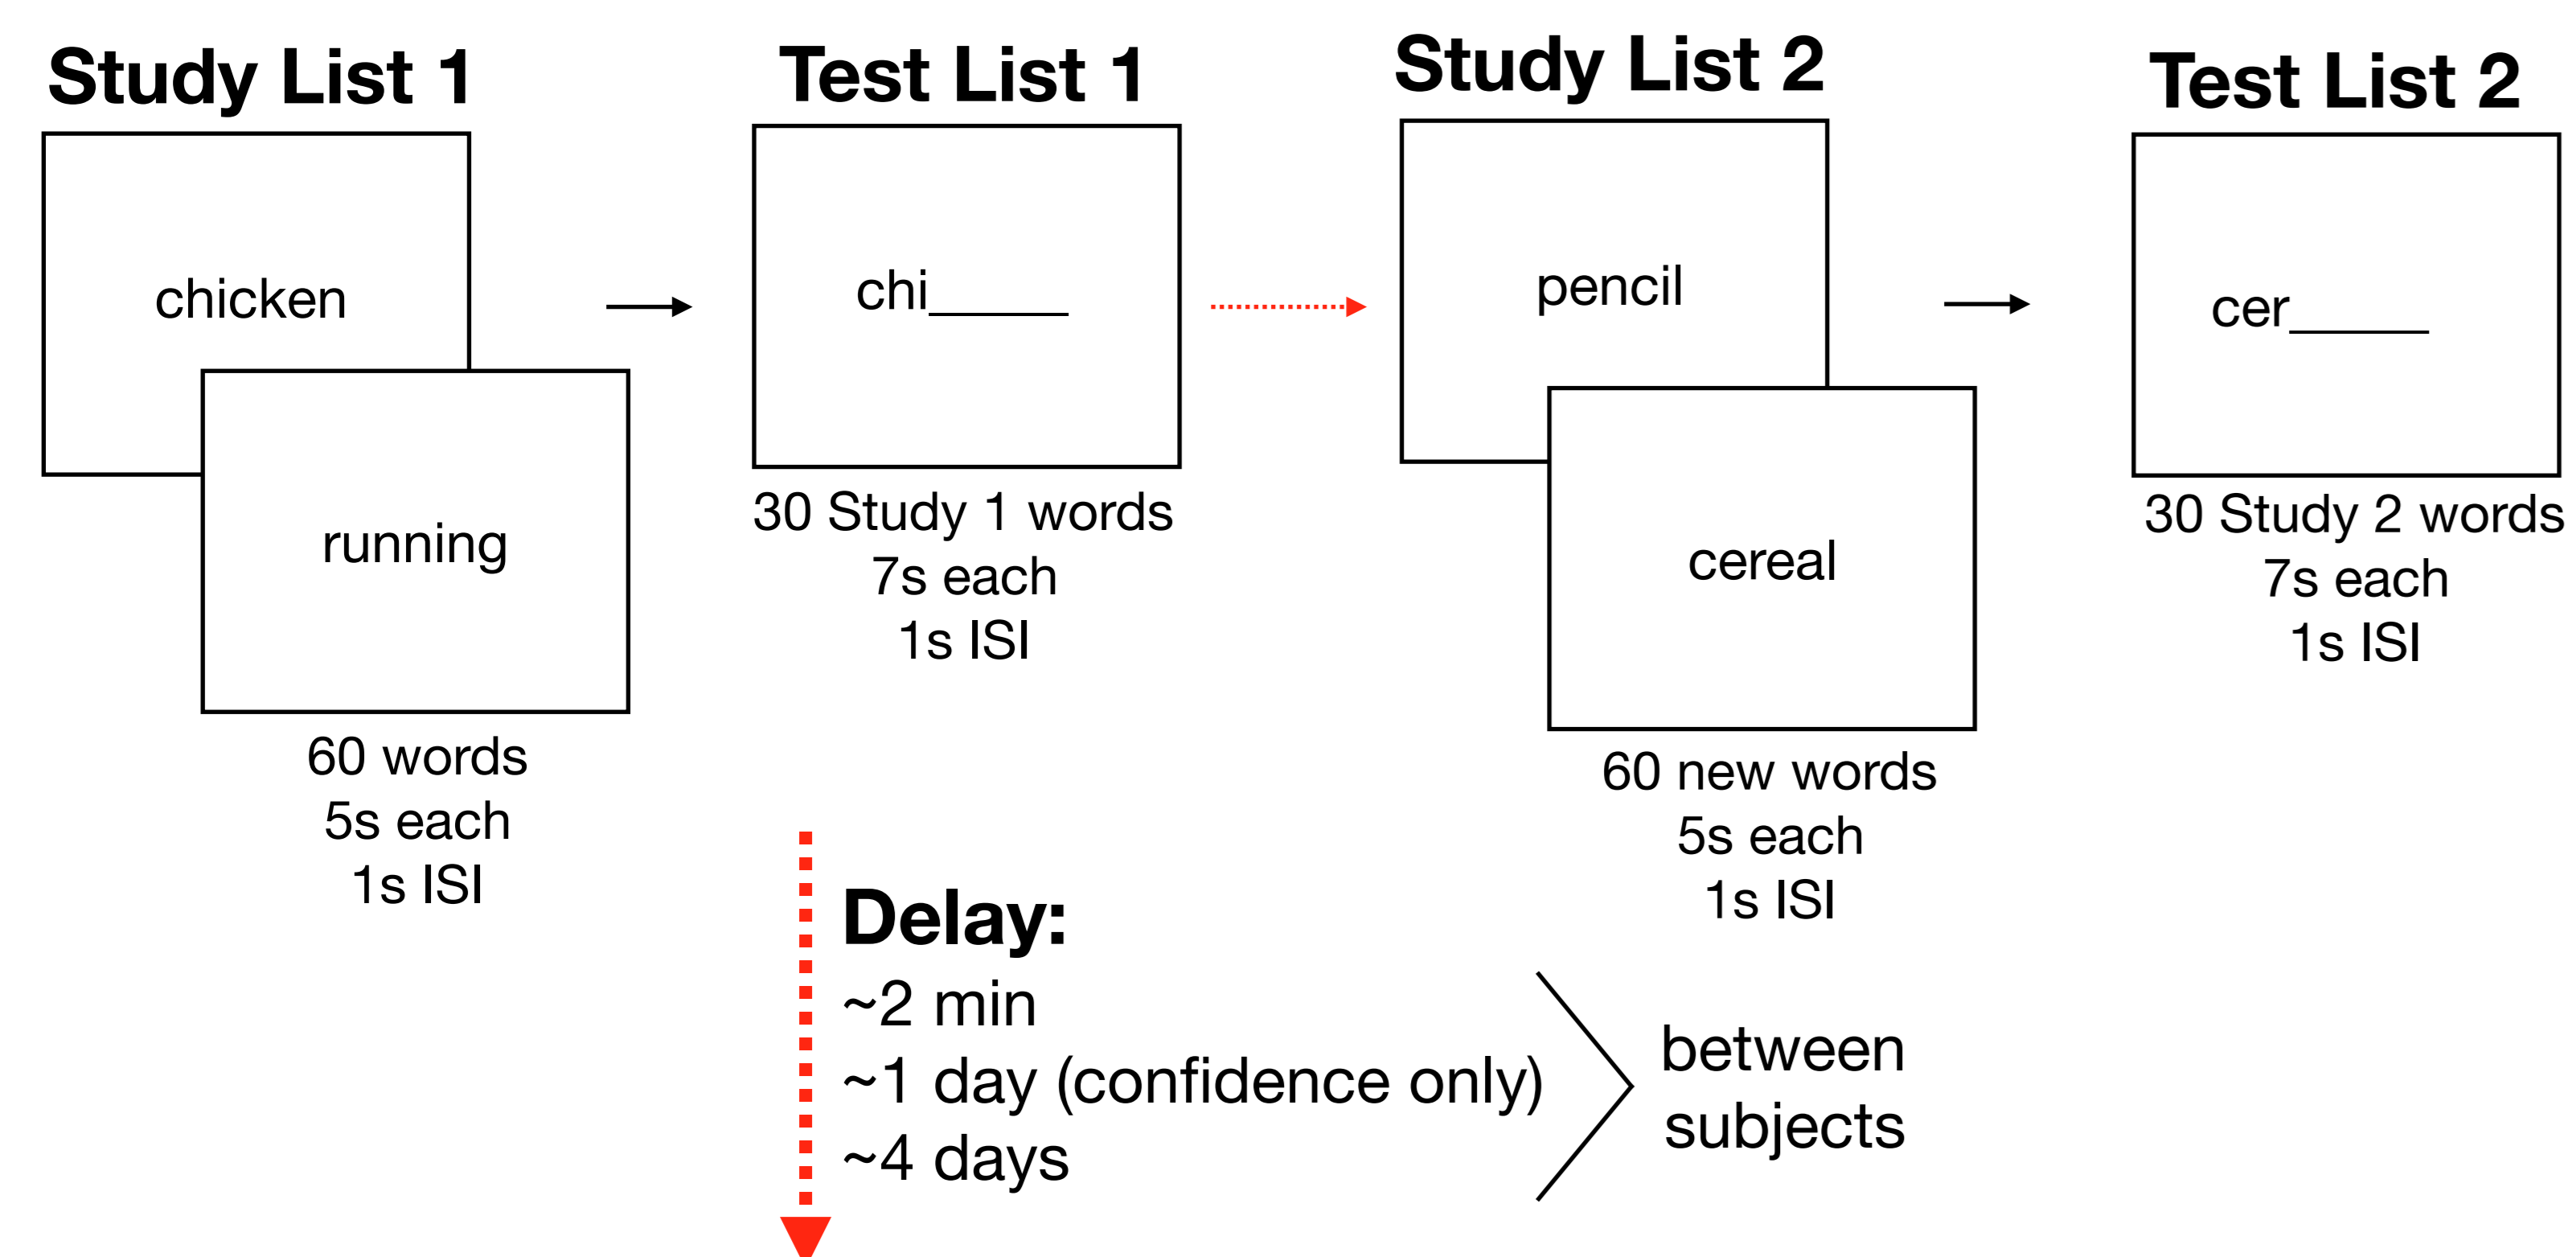 Study List 1
chicken
running
60 words
5s each
1s ISI
Test List 1
chi_____
30 Study 1 words
7s each
1s ISI
Study List 2
pencil
cereal
60 new words
5s each
1s ISI
Test List 2
cer_____
30 Study 2 words
7s each
1s ISI
Delay:
~2 min
~1 day (confidence only)
~4 days
between
subjects